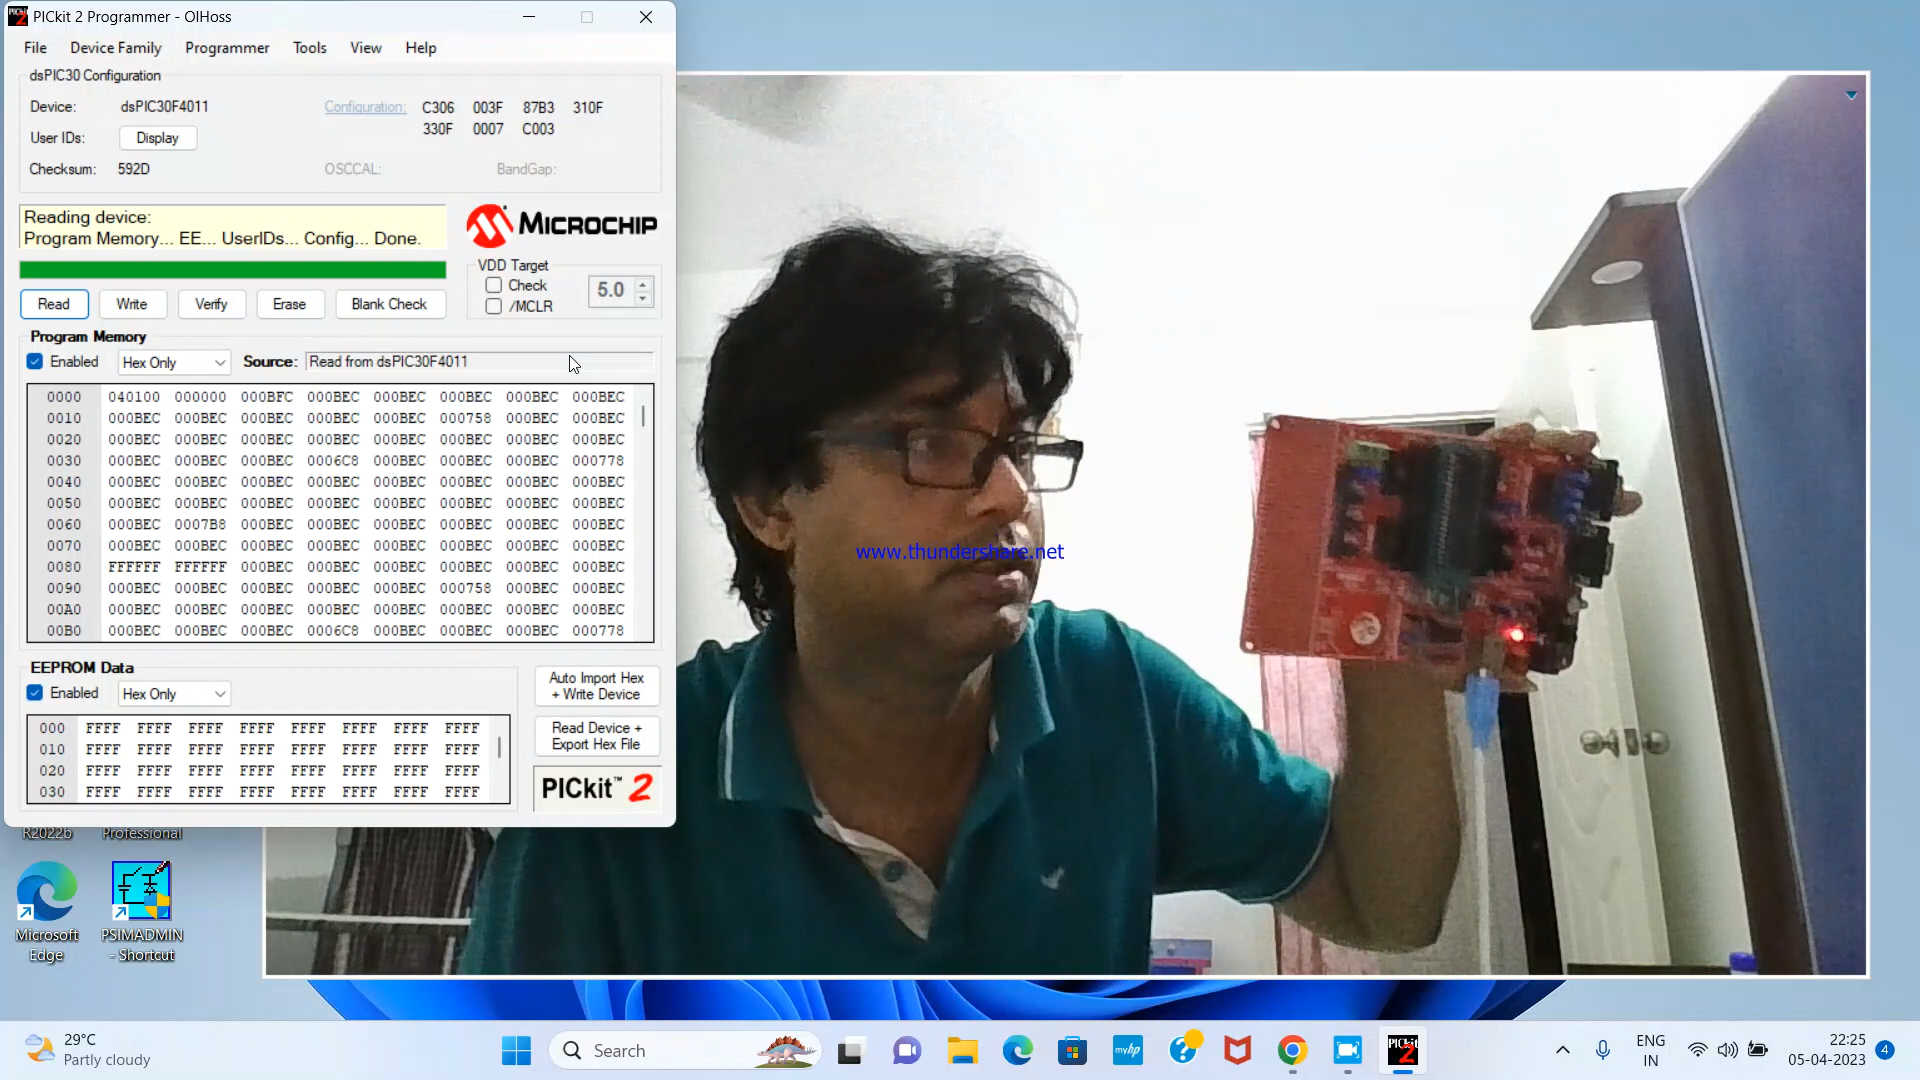 PICkit 2 Programmer - OlHoss
File Device Family Programmer Tools View Help
dsPIC30 Configuration
Device: dsPIC30F4011 Configuration: C306 003F 87B3 310F
User IDs: Display 330F 0007 C003
Checksum: 592D OSCCAL: BandGap:
Reading device:
Program Memory... EE... UserIDs... Config... Done.
MICROCHIP
VDD Target
Check
/MCLR
5.0
Read Write Verify Erase Blank Check
Program Memory
Enabled Hex Only Source: Read from dsPIC30F4011
0000 040100 000000 000BFC 000BEC 000BEC 000BEC 000BEC 000BEC
0010 000BEC 000BEC 000BEC 000BEC 000BEC 000758 000BEC 000BEC
0020 000BEC 000BEC 000BEC 000BEC 000BEC 000BEC 000BEC 000BEC
0030 000BEC 000BEC 000BEC 0006C8 000BEC 000BEC 000BEC 000778
0040 000BEC 000BEC 000BEC 000BEC 000BEC 000BEC 000BEC 000BEC
0050 000BEC 000BEC 000BEC 000BEC 000BEC 000BEC 000BEC 000BEC
0060 000BEC 0007B8 000BEC 000BEC 000BEC 000BEC 000BEC 000BEC
0070 000BEC 000BEC 000BEC 000BEC 000BEC 000BEC 000BEC 000BEC
0080 FFFFFF FFFFFF 000BEC 000BEC 000BEC 000BEC 000BEC 000BEC
0090 000BEC 000BEC 000BEC 000BEC 000BEC 000758 000BEC 000BEC
00A0 000BEC 000BEC 000BEC 000BEC 000BEC 000BEC 000BEC 000BEC
00B0 000BEC 000BEC 000BEC 0006C8 000BEC 000BEC 000BEC 000778
EEPROM Data
Enabled Hex Only
000 FFFF FFFF FFFF FFFF FFFF FFFF FFFF FFFF
010 FFFF FFFF FFFF FFFF FFFF FFFF FFFF FFFF
020 FFFF FFFF FFFF FFFF FFFF FFFF FFFF FFFF
030 FFFF FFFF FFFF FFFF FFFF FFFF FFFF FFFF
Auto Import Hex
+ Write Device
Read Device +
Export Hex File
PICkit™ 2
www.thundershare.net
R2022b Professional
Microsoft
Edge
PSIMADMIN
- Shortcut
29°C
Partly cloudy
Search
myhp
PICkit
2
ENG
IN
22:25
05-04-2023
4